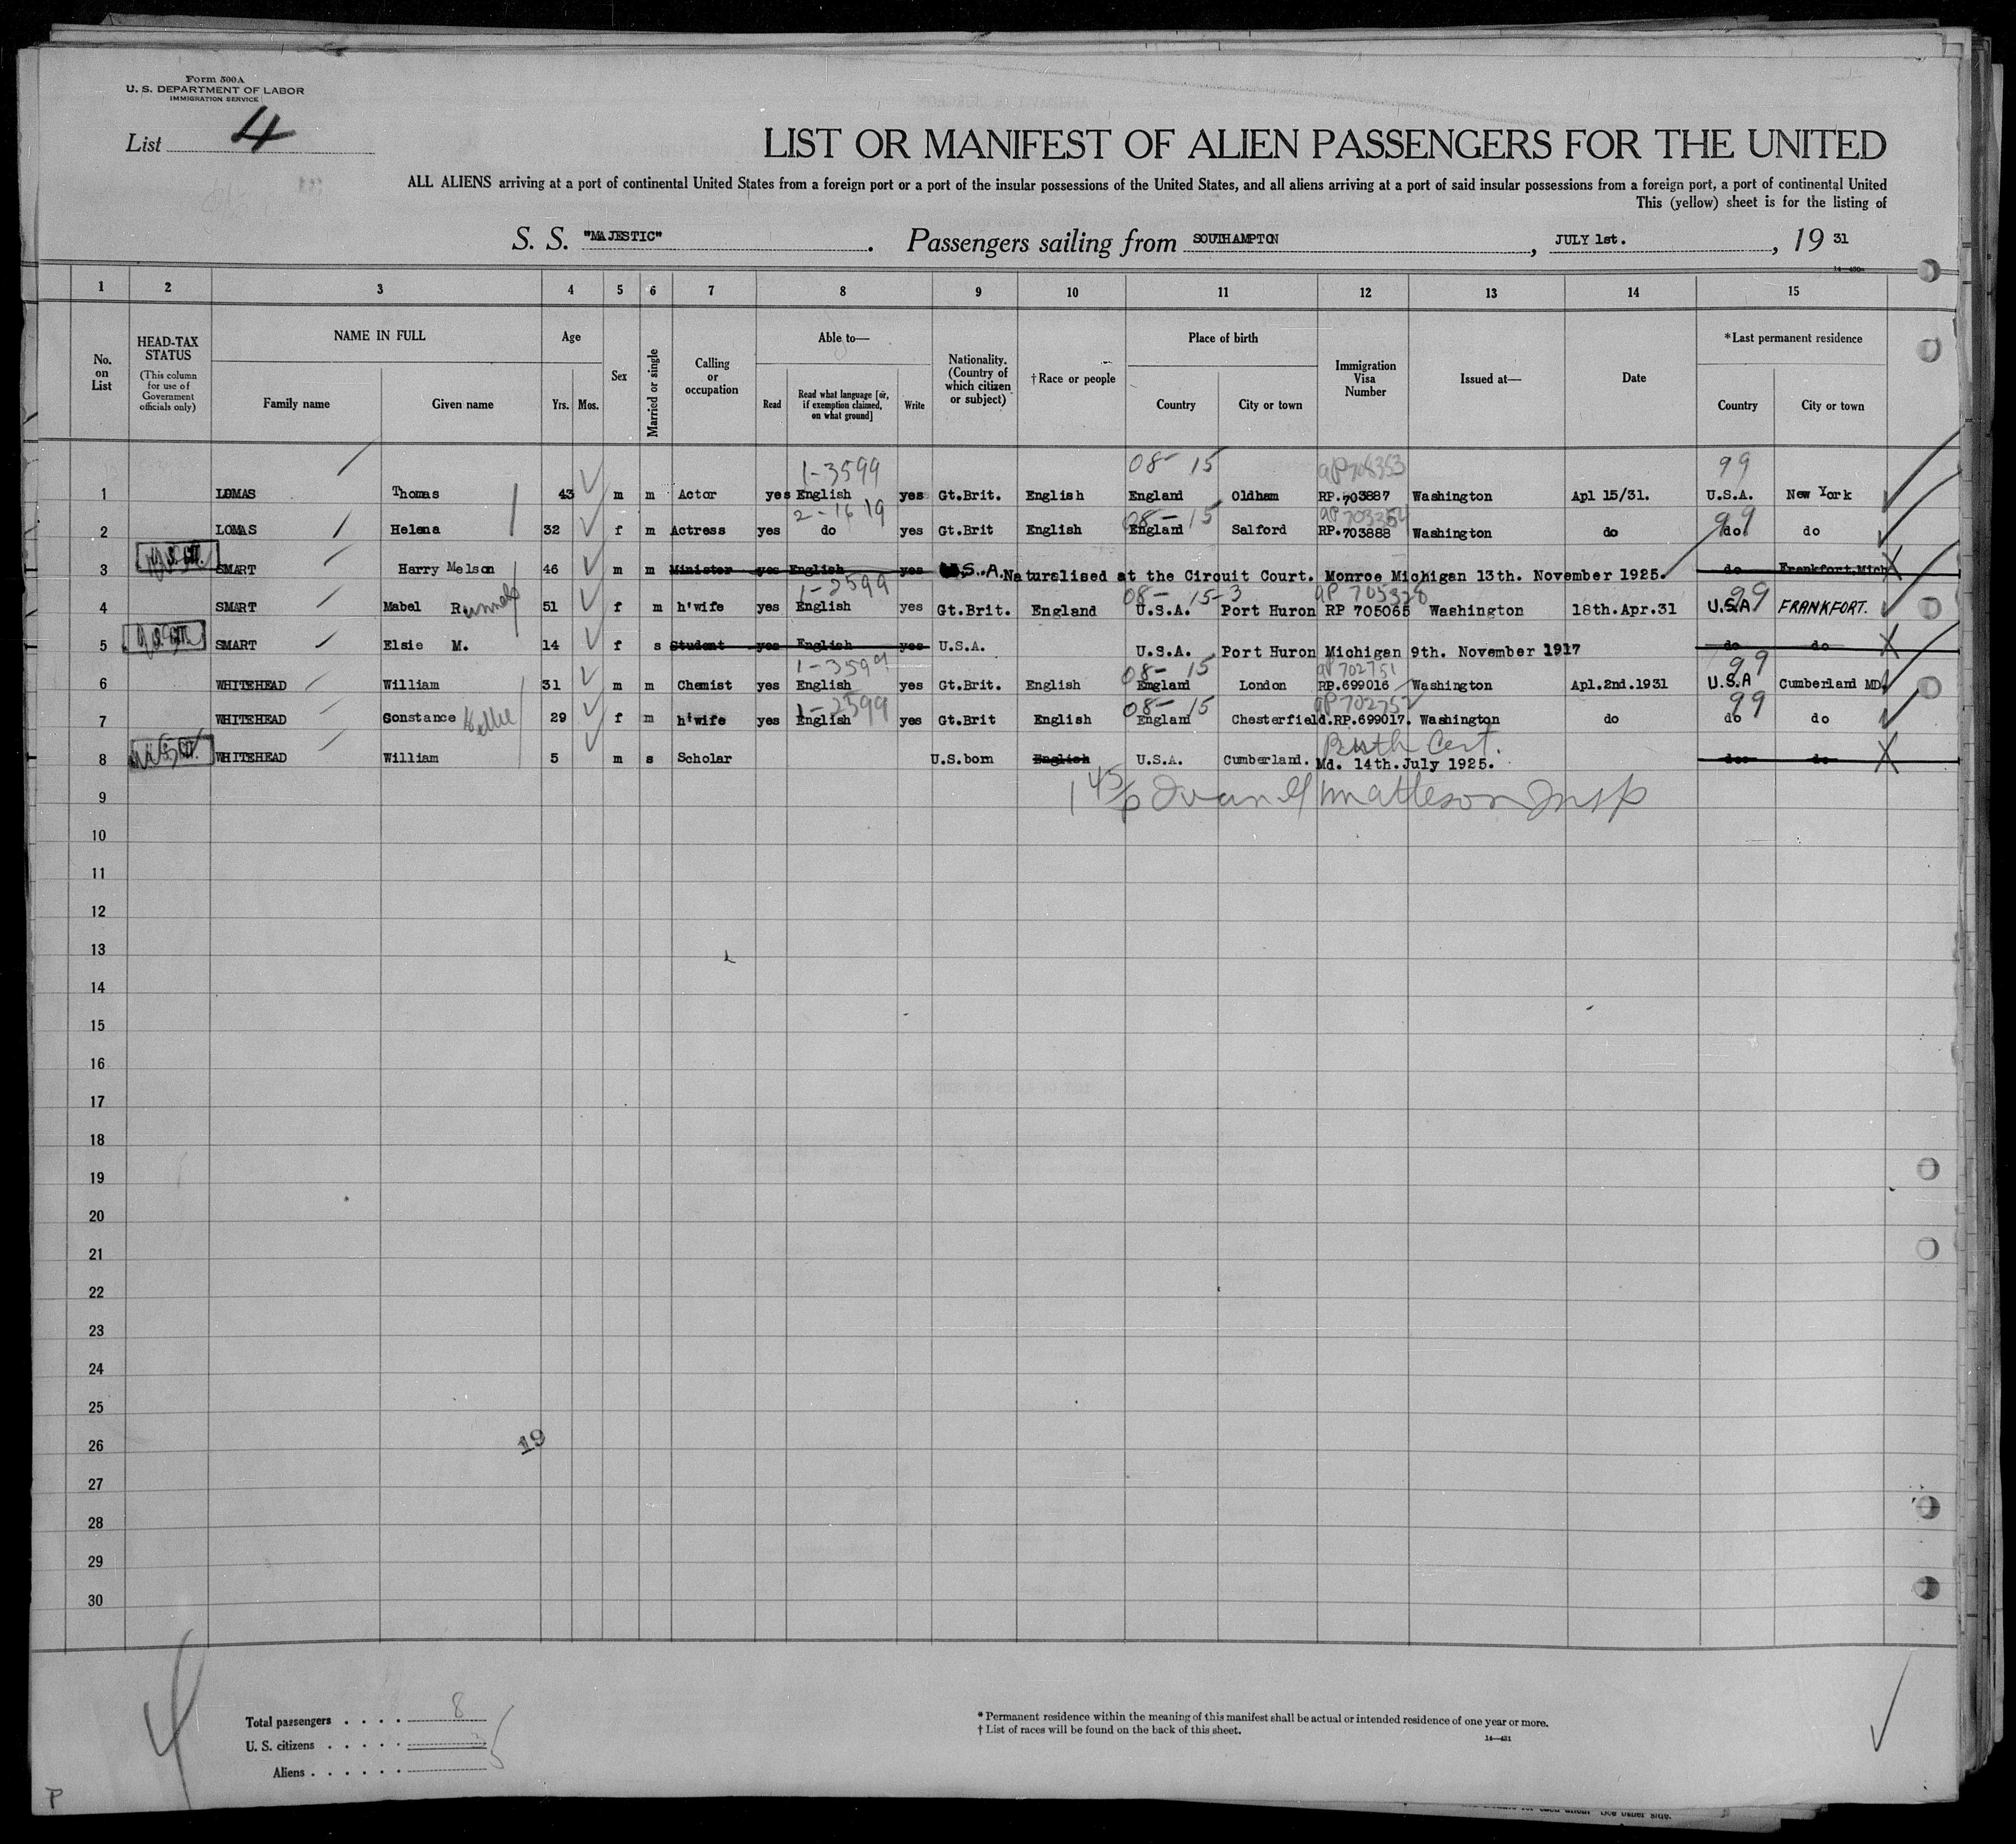 Form 500A
U. S. DEPARTMENT OF LABOR
IMMIGRATION SERVICE
List 4
LIST OR MANIFEST OF ALIEN PASSENGERS FOR THE UNITED
ALL ALIENS arriving at a port of continental United States from a foreign port or a port of the insular possessions of the United States, and all aliens arriving at a port of said insular possessions from a foreign port, a port of continental United
This (yellow) sheet is for the listing of
S. S. "MAJESTIC" . Passengers sailing from SOUTHAMPTON , JULY 1st. , 19 31
1 2 3 4 5 6 7 8 9 10 11 12 13 14 15
No. on List
HEAD-TAX STATUS
(This column for use of Government officials only)
NAME IN FULL
Family name Given name
Age
Yrs. Mos.
Sex
Married or single
Calling or occupation
Able to—
Read
Read what language [or, if exemption claimed, on what ground]
Write
Nationality. (Country of which citizen or subject)
†Race or people
Place of birth
Country City or town
Immigration Visa Number
Issued at—
Date
*Last permanent residence
Country City or town
1-3599 08- 15 99
1 LOMAS Thomas 43 m m Actor yes English yes Gt.Brit. English England Oldham RP.703887 Washington Apl 15/31. U.S.A. New York
2-1619 08- 15 99
2 LOMAS Helena 32 f m Actress yes do yes Gt.Brit English England Salford RP.703888 Washington do do do
3 SMART Harry Melson 46 m m Minister yes English yes U.S.A. Naturalised at the Circuit Court. Monroe Michigan 13th. November 1925. do Frankfort.Mich
1-2599 08- 15-3 AP 705328 99
4 SMART Mabel Runnels 51 f m h'wife yes English yes Gt.Brit. England U.S.A. Port Huron RP 705065 Washington 18th.Apr.31 U.S.A FRANKFORT.
5 SMART Elsie M. 14 f s Student yes English yes U.S.A. U.S.A. Port Huron Michigan 9th. November 1917 do do
1-3599 08- 15 AP 702751 99
6 WHITEHEAD William 31 m m Chemist yes English yes Gt.Brit. English England London RP.699016 Washington Apl.2nd.1931 U.S.A Cumberland MD.
1-2599 08- 15 AP 702752 99
7 WHITEHEAD Constance Nellie 29 f m h'wife yes English yes Gt.Brit English England Chesterfield. RP.699017. Washington do do do
Birth Cert.
8 WHITEHEAD William 5 m s Scholar U.S.born English U.S.A. Cumberland. Md. 14th.July 1925. do do
9
10
11
12
13
14
15
16
17
18
19
20
21
22
23
24
25
26
27
28
29
30
19
Total passengers . . . . 8
U. S. citizens . . . . .
Aliens . . . . . .
* Permanent residence within the meaning of this manifest shall be actual or intended residence of one year or more.
† List of races will be found on the back of this sheet.
14—431
P